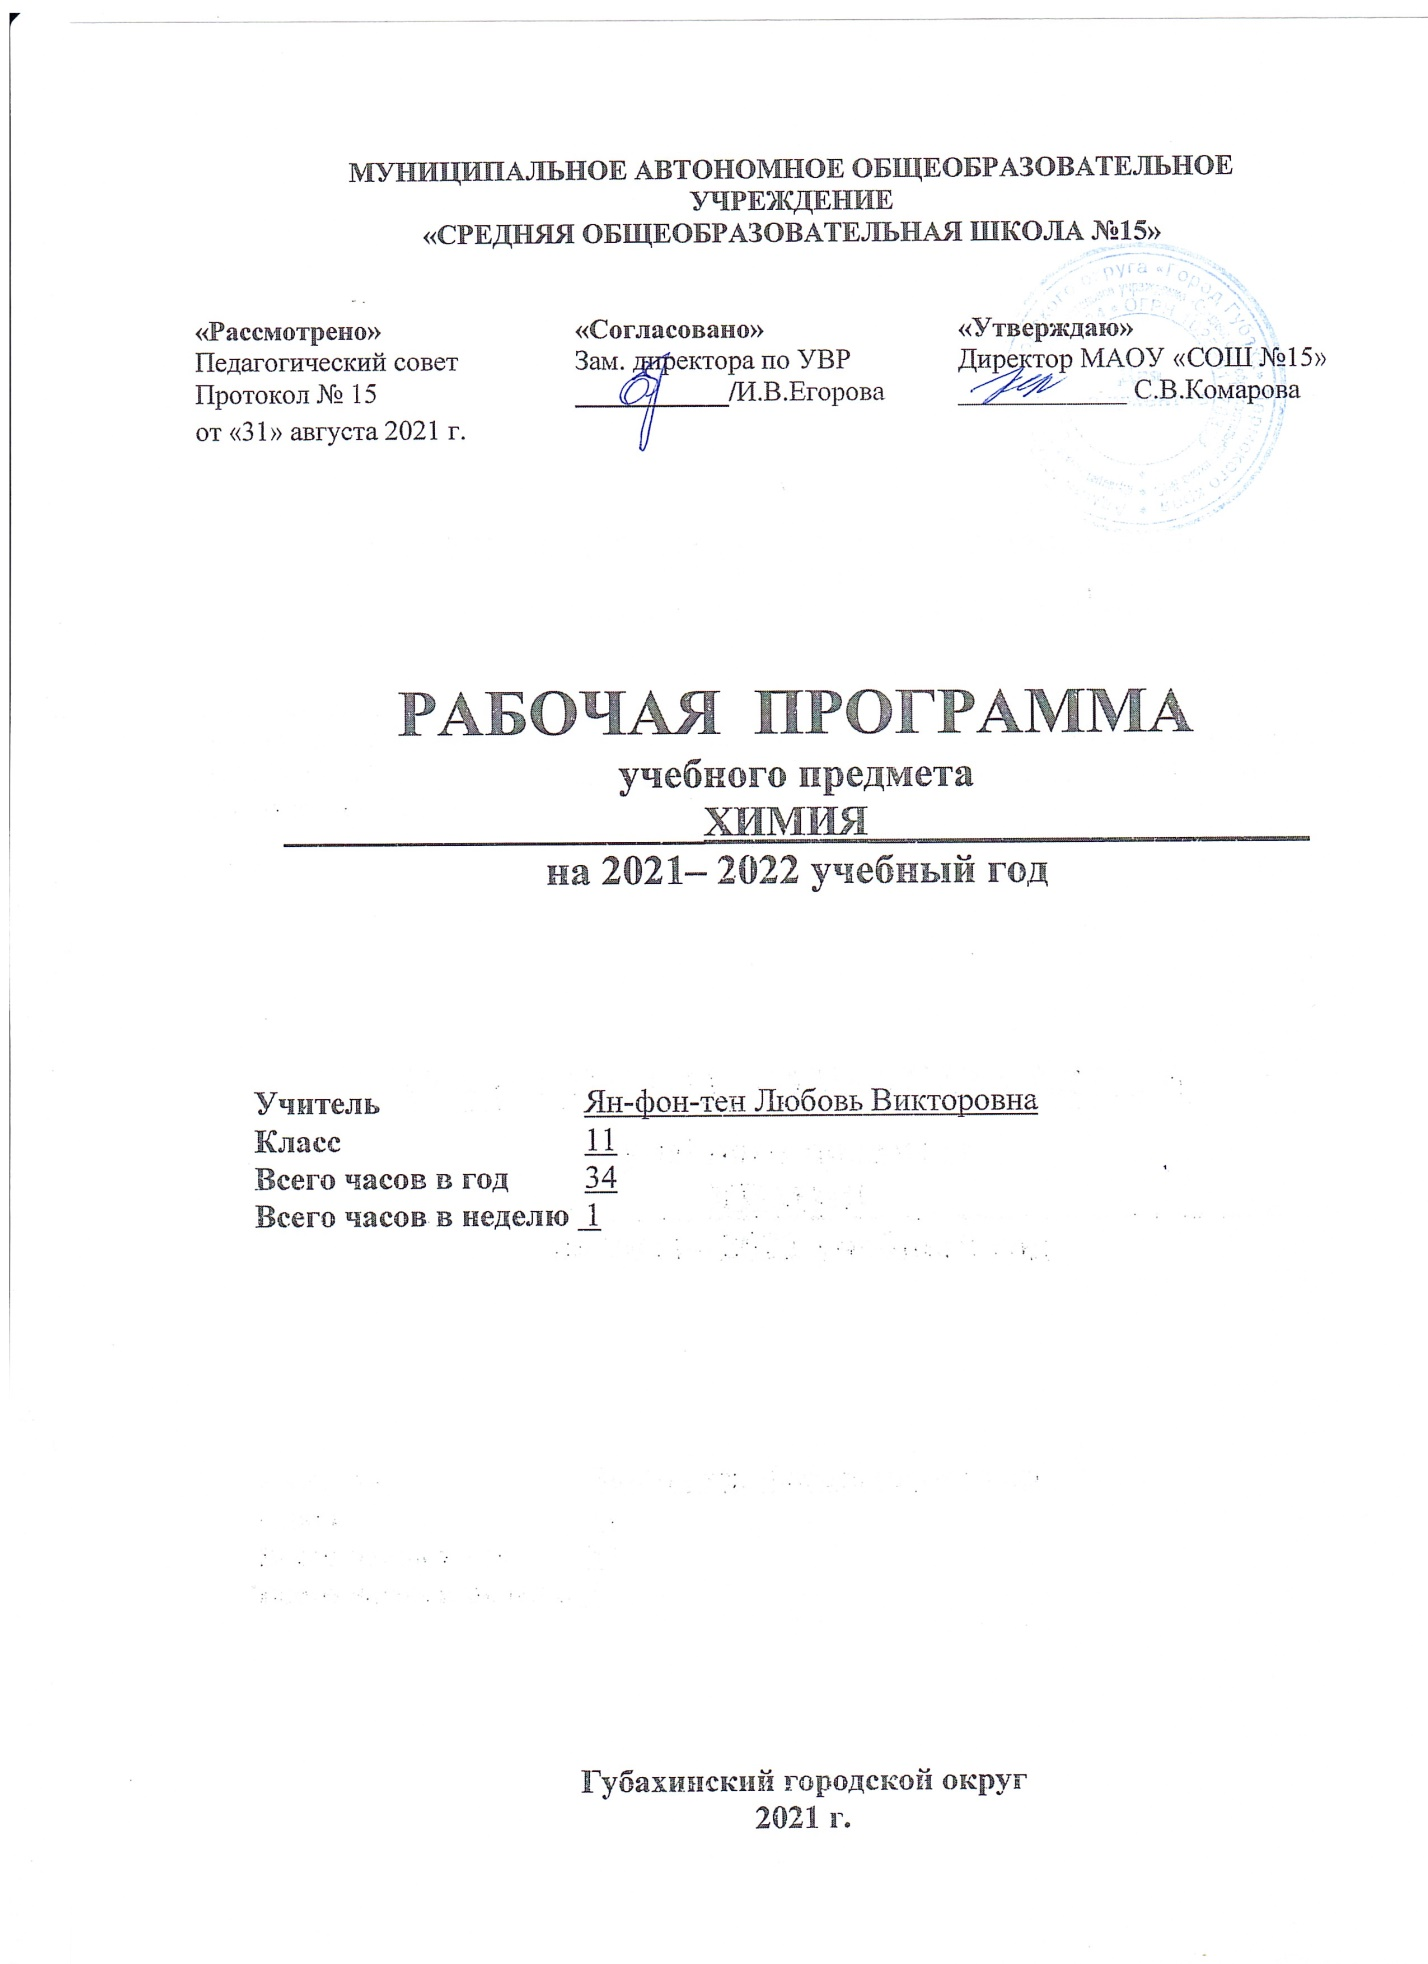 МУНИЦИПАЛЬНОЕ АВТОНОМНОЕ ОБЩЕОБРАЗОВАТЕЛЬНОЕ
УЧРЕЖДЕНИЕ
«СРЕДНЯЯ ОБЩЕОБРАЗОВАТЕЛЬНАЯ ШКОЛА №15»
«Рассмотрено»
Педагогический совет
Протокол № 15
от «31» августа 2021 г.
«Согласовано»
Зам. директора по УВР
___________/И.В.Егорова
«Утверждаю»
Директор МАОУ «СОШ №15»
____________ С.В.Комарова
РАБОЧАЯ ПРОГРАММА
учебного предмета
ХИМИЯ
на 2021– 2022 учебный год
Учитель Ян-фон-тен Любовь Викторовна
Класс 11
Всего часов в год 34
Всего часов в неделю 1
Губахинский городской округ
2021 г.